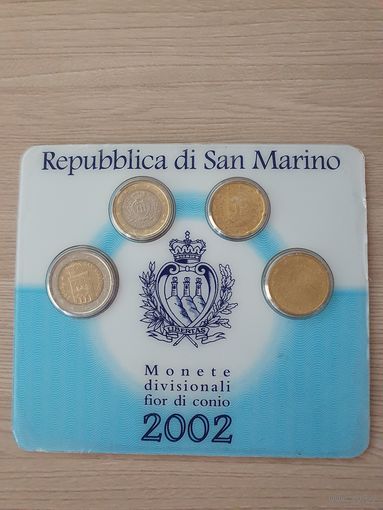 Repubblica di San Marino
LIBERTAS
Monete
divisionali
fior di conio
2002